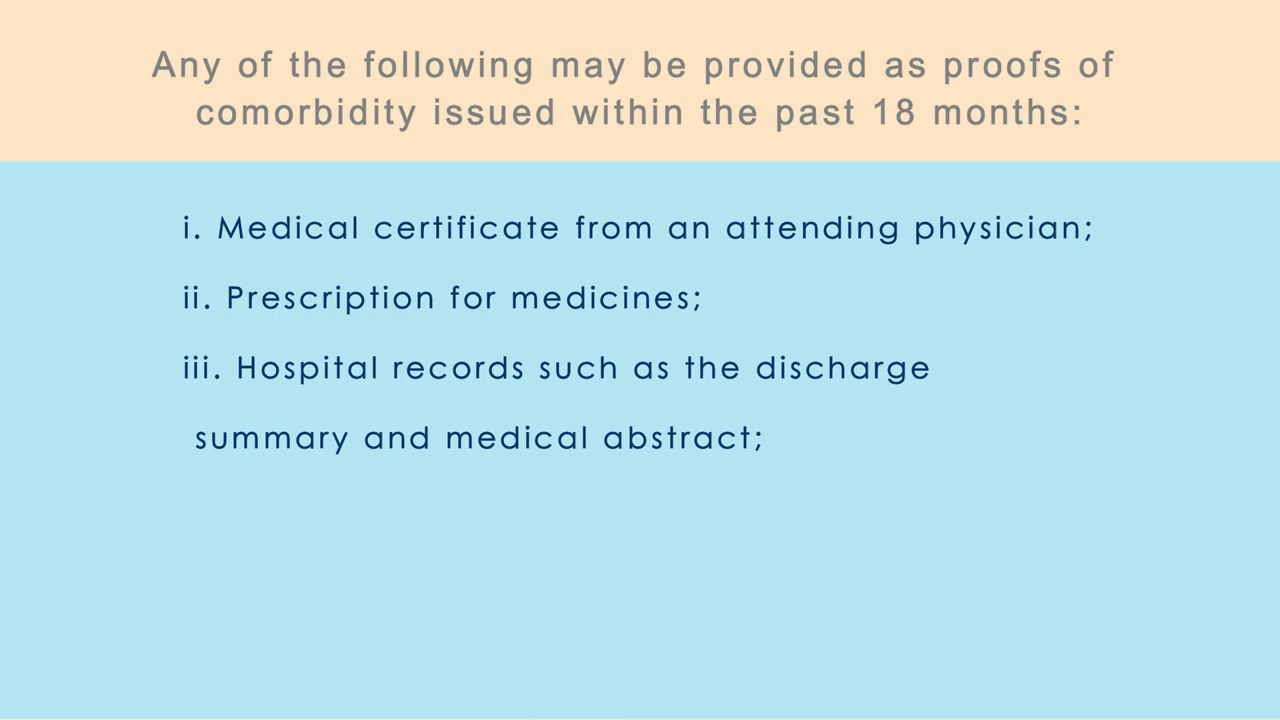 Any of the following may be provided as proofs of
comorbidity issued within the past 18 months:
i. Medical certificate from an attending physician;
ii. Prescription for medicines;
iii. Hospital records such as the discharge
summary and medical abstract;